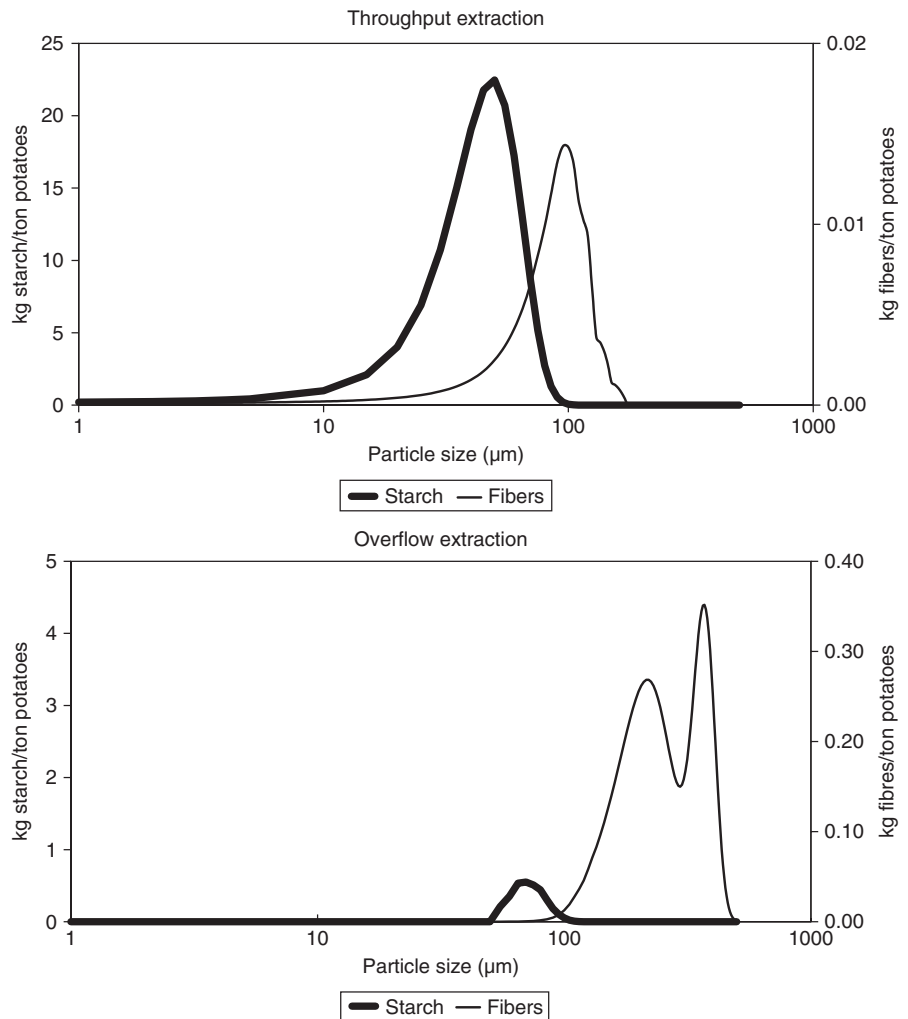 Throughput extraction
25
20
15
10
5
0
kg starch/ton potatoes
0.02
0.01
0.00
kg fibers/ton potatoes
1
10
100
1000
Particle size (µm)
Starch
Fibers
Overflow extraction
5
4
3
2
1
0
kg starch/ton potatoes
0.40
0.30
0.20
0.10
0.00
kg fibres/ton potatoes
1
10
100
1000
Particle size (µm)
Starch
Fibers